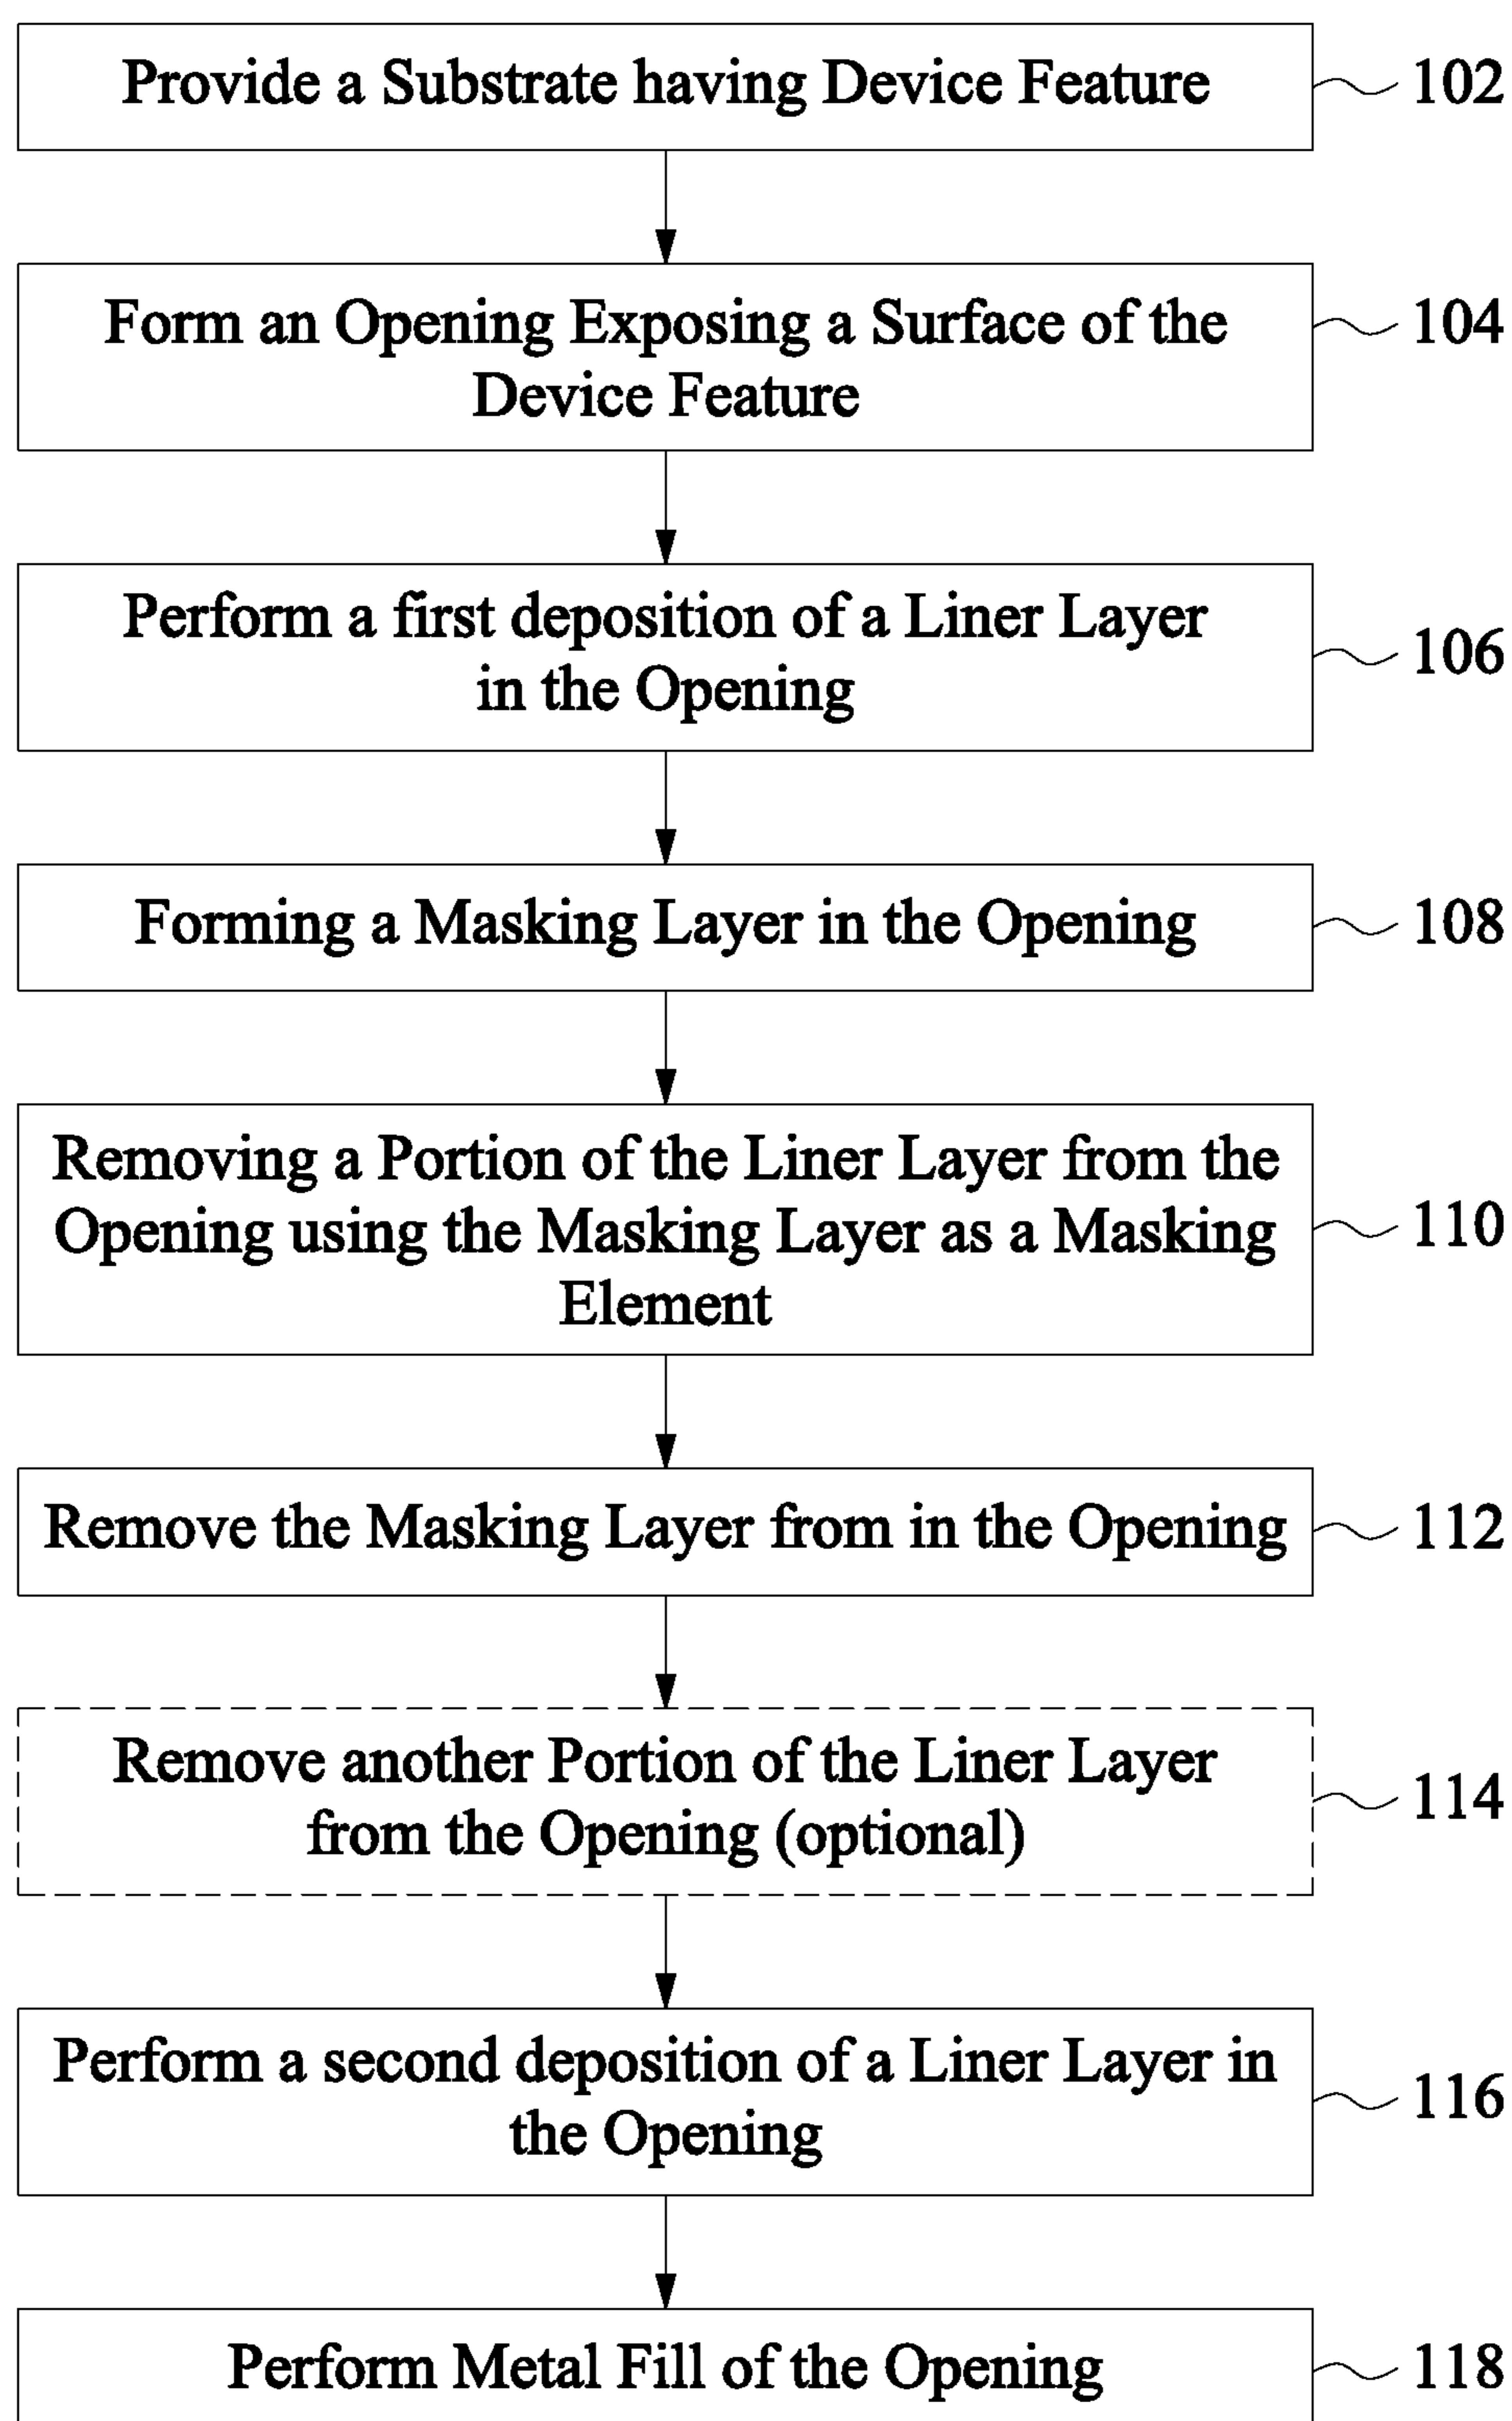 Provide a Substrate having Device Feature
102
Form an Opening Exposing a Surface of the
Device Feature
104
Perform a first deposition of a Liner Layer
in the Opening
106
Forming a Masking Layer in the Opening
108
Removing a Portion of the Liner Layer from the
Opening using the Masking Layer as a Masking
Element
110
Remove the Masking Layer from in the Opening
112
Remove another Portion of the Liner Layer
from the Opening (optional)
114
Perform a second deposition of a Liner Layer in
the Opening
116
Perform Metal Fill of the Opening
118